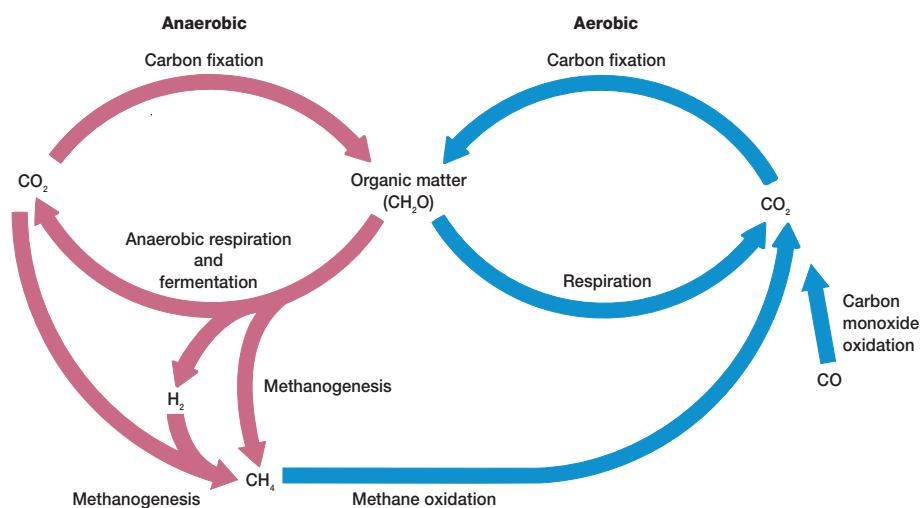 Anaerobic
Aerobic
Carbon fixation
Carbon fixation
CO₂
Organic matter
(CH₂O)
CO₂
Anaerobic respiration
and
fermentation
Respiration
Carbon
monoxide
oxidation
CO
Methanogenesis
H₂
CH₄
Methanogenesis
Methane oxidation